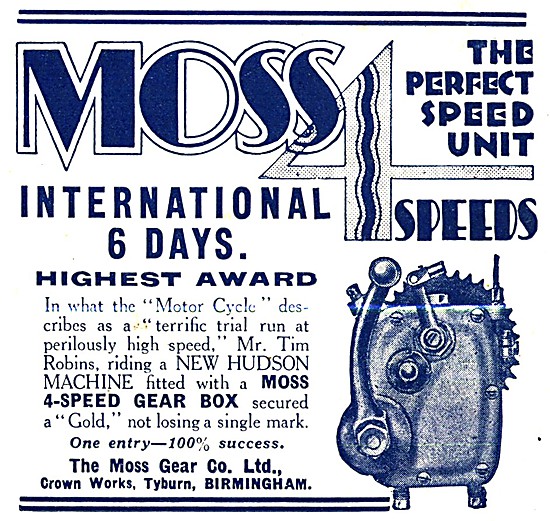 MOSS 4 SPEEDS
THE
PERFECT
SPEED
UNIT
INTERNATIONAL
6 DAYS.
HIGHEST AWARD
In what the "Motor Cycle" des-
cribes as a "terrific trial run at
perilously high speed," Mr. Tim
Robins, riding a NEW HUDSON
MACHINE fitted with a MOSS
4-SPEED GEAR BOX secured
a "Gold," not losing a single mark.
One entry—100% success.
The Moss Gear Co. Ltd.,
Crown Works, Tyburn, BIRMINGHAM.